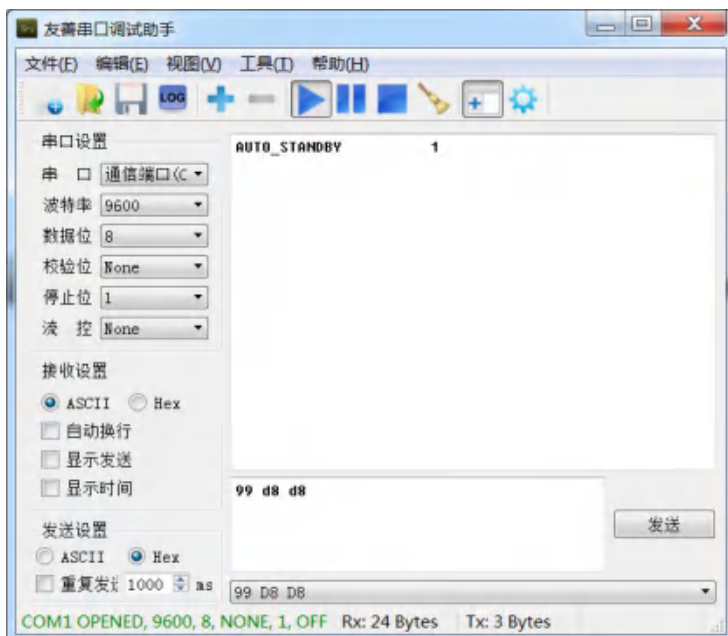 友善串口调试助手
文件(F) 编辑(E) 视图(V) 工具(T) 帮助(H)
LOG
串口设置
串 口 通信端口(C
波特率 9600
数据位 8
校验位 None
停止位 1
流 控 None
接收设置
ASCII Hex
自动换行
显示发送
显示时间
发送设置
ASCII Hex
重复发 1000 ms
AUTO_STANDBY 1
99 d8 d8
发送
99 D8 D8
COM1 OPENED, 9600, 8, NONE, 1, OFF Rx: 24 Bytes Tx: 3 Bytes